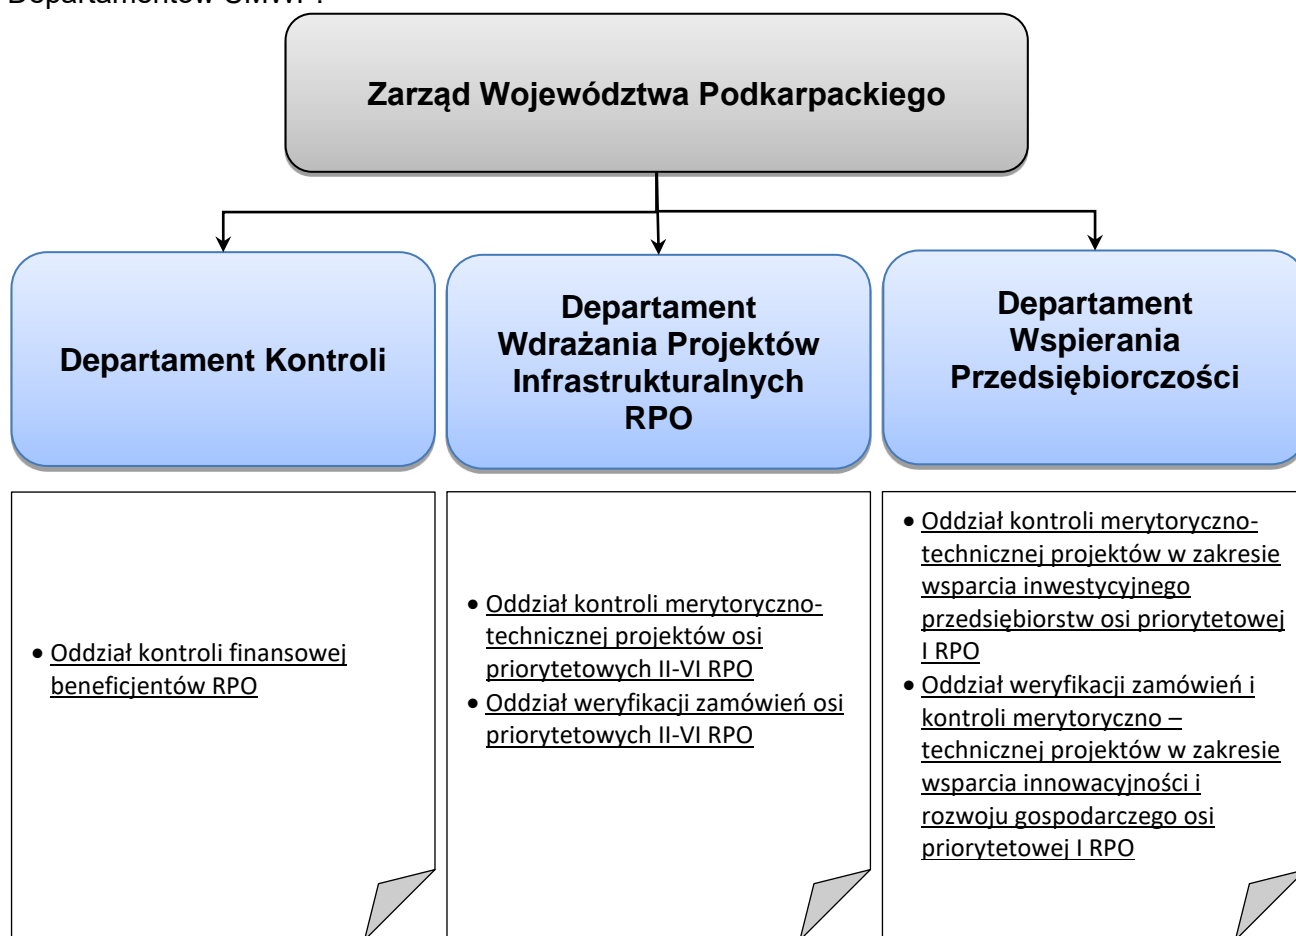 Departamentów UMWP:
Zarząd Województwa Podkarpackiego
Departament Kontroli
Departament
Wdrażania Projektów
Infrastrukturalnych
RPO
Departament
Wspierania
Przedsiębiorczości
• Oddział kontroli finansowej
beneficjentów RPO
• Oddział kontroli merytoryczno-
technicznej projektów osi
priorytetowych II-VI RPO
• Oddział weryfikacji zamówień osi
priorytetowych II-VI RPO
• Oddział kontroli merytoryczno-
technicznej projektów w zakresie
wsparcia inwestycyjnego
przedsiębiorstw osi priorytetowej
I RPO
• Oddział weryfikacji zamówień i
kontroli merytoryczno –
technicznej projektów w zakresie
wsparcia innowacyjności i
rozwoju gospodarczego osi
priorytetowej I RPO